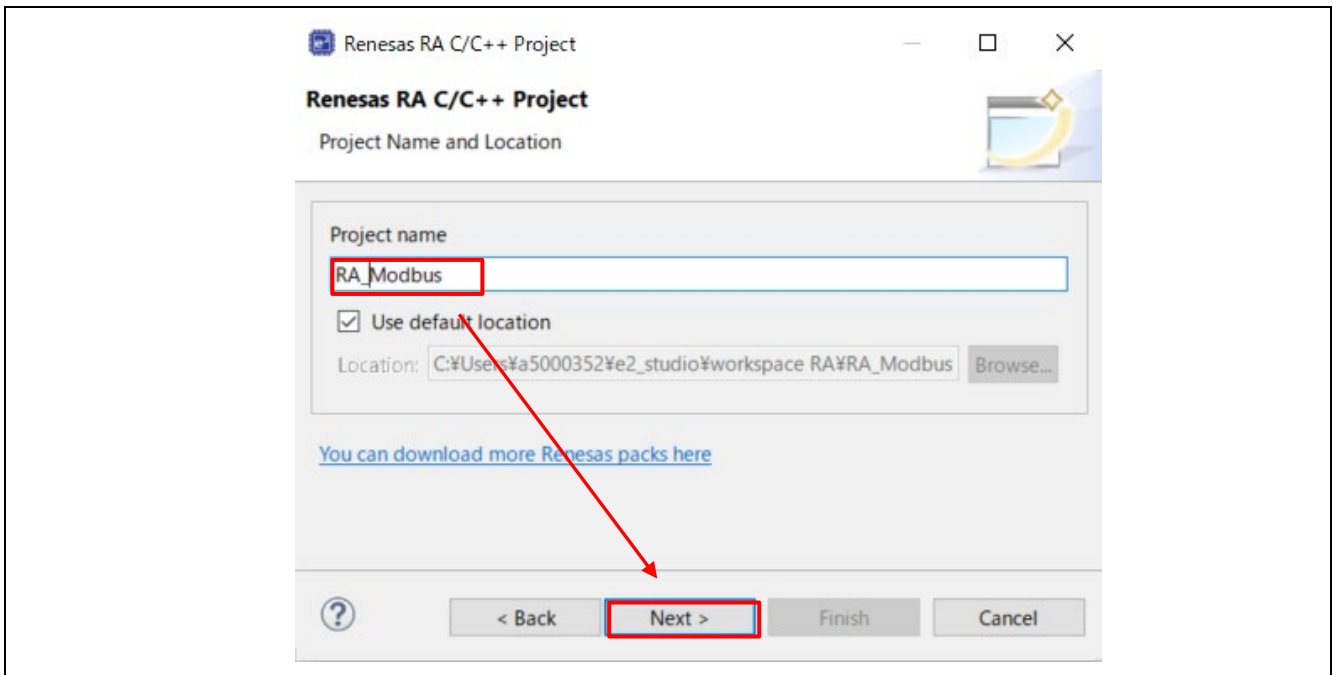 Renesas RA C/C++ Project
Renesas RA C/C++ Project
Project Name and Location
Project name
RA_Modbus
Use default location
Location: C:¥Users¥a5000352¥e2_studio¥workspace RA¥RA_Modbus Browse...
You can download more Renesas packs here
? < Back Next > Finish Cancel